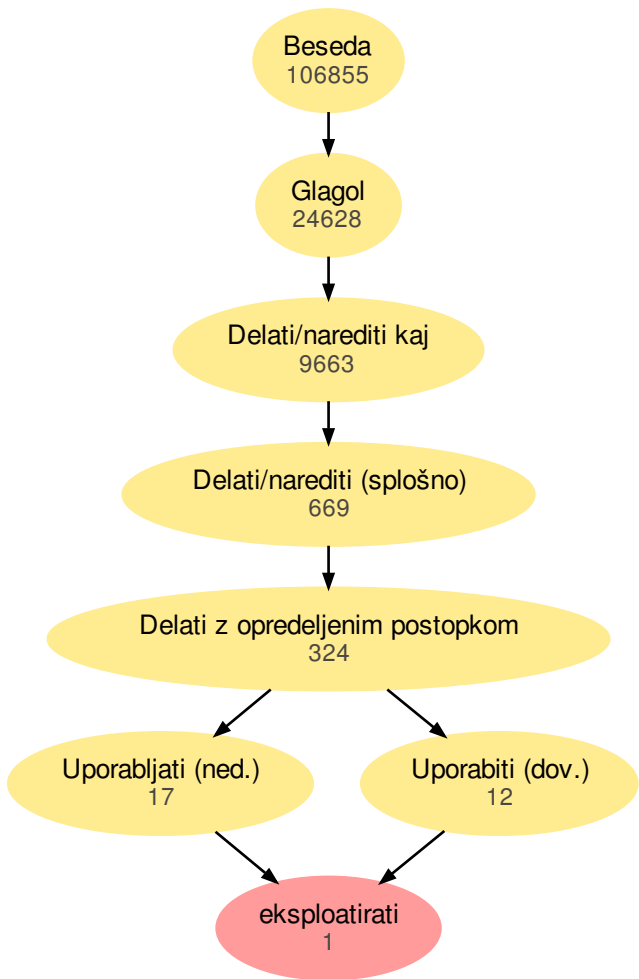 Beseda
106855
Glagol
24628
Delati/narediti kaj
9663
Delati/narediti (splošno)
669
Delati z opredeljenim postopkom
324
Uporabljati (ned.)
17
Uporabiti (dov.)
12
eksploatirati
1